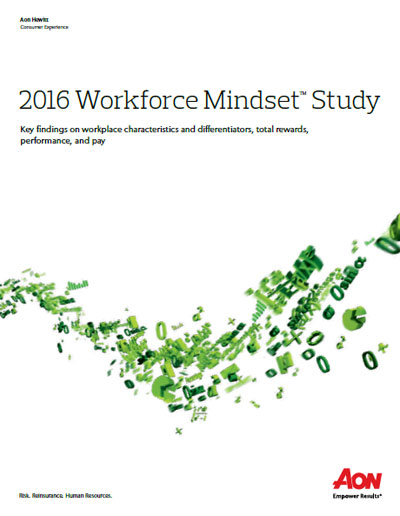 Aon Hewitt
Consumer Experience
2016 Workforce Mindset™ Study
Key findings on workplace characteristics and differentiators, total rewards,
performance, and pay
AON
Empower Results®
Risk. Reinsurance. Human Resources.